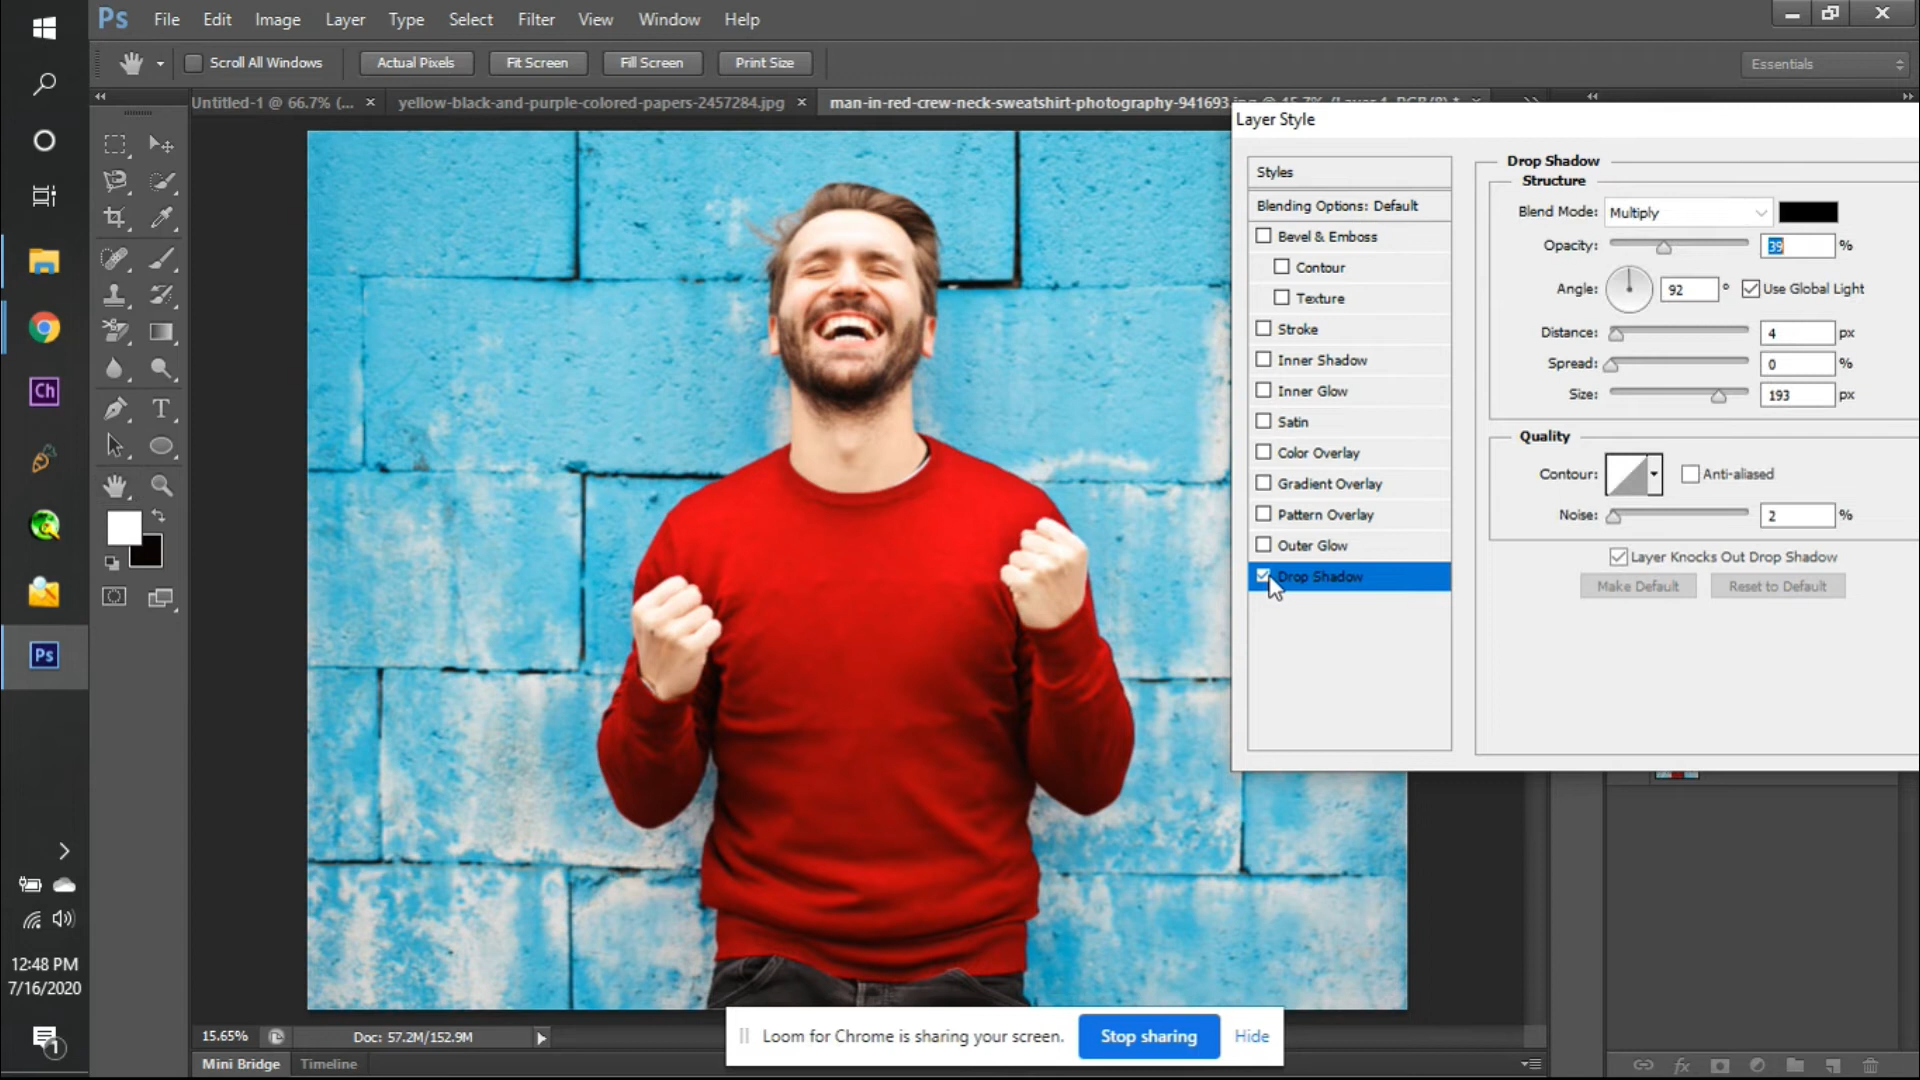 Ps File Edit Image Layer Type Select Filter View Window Help
Scroll All Windows Actual Pixels Fit Screen Fill Screen Print Size Essentials
Untitled-1 @ 66.7% (... × yellow-black-and-purple-colored-papers-2457284.jpg × man-in-red-crew-neck-sweatshirt-photography-941693
Layer Style
Styles
Blending Options: Default
Bevel & Emboss
Contour
Texture
Stroke
Inner Shadow
Inner Glow
Satin
Color Overlay
Gradient Overlay
Pattern Overlay
Outer Glow
Drop Shadow
Drop Shadow
Structure
Blend Mode: Multiply
Opacity: 39 %
Angle: 92 ° Use Global Light
Distance: 4 px
Spread: 0 %
Size: 193 px
Quality
Contour: Anti-aliased
Noise: 2 %
Layer Knocks Out Drop Shadow
Make Default Reset to Default
Ch
Ps
12:48 PM
7/16/2020
1
15.65% Doc: 57.2M/152.9M
Loom for Chrome is sharing your screen. Stop sharing Hide
Mini Bridge Timeline
fx